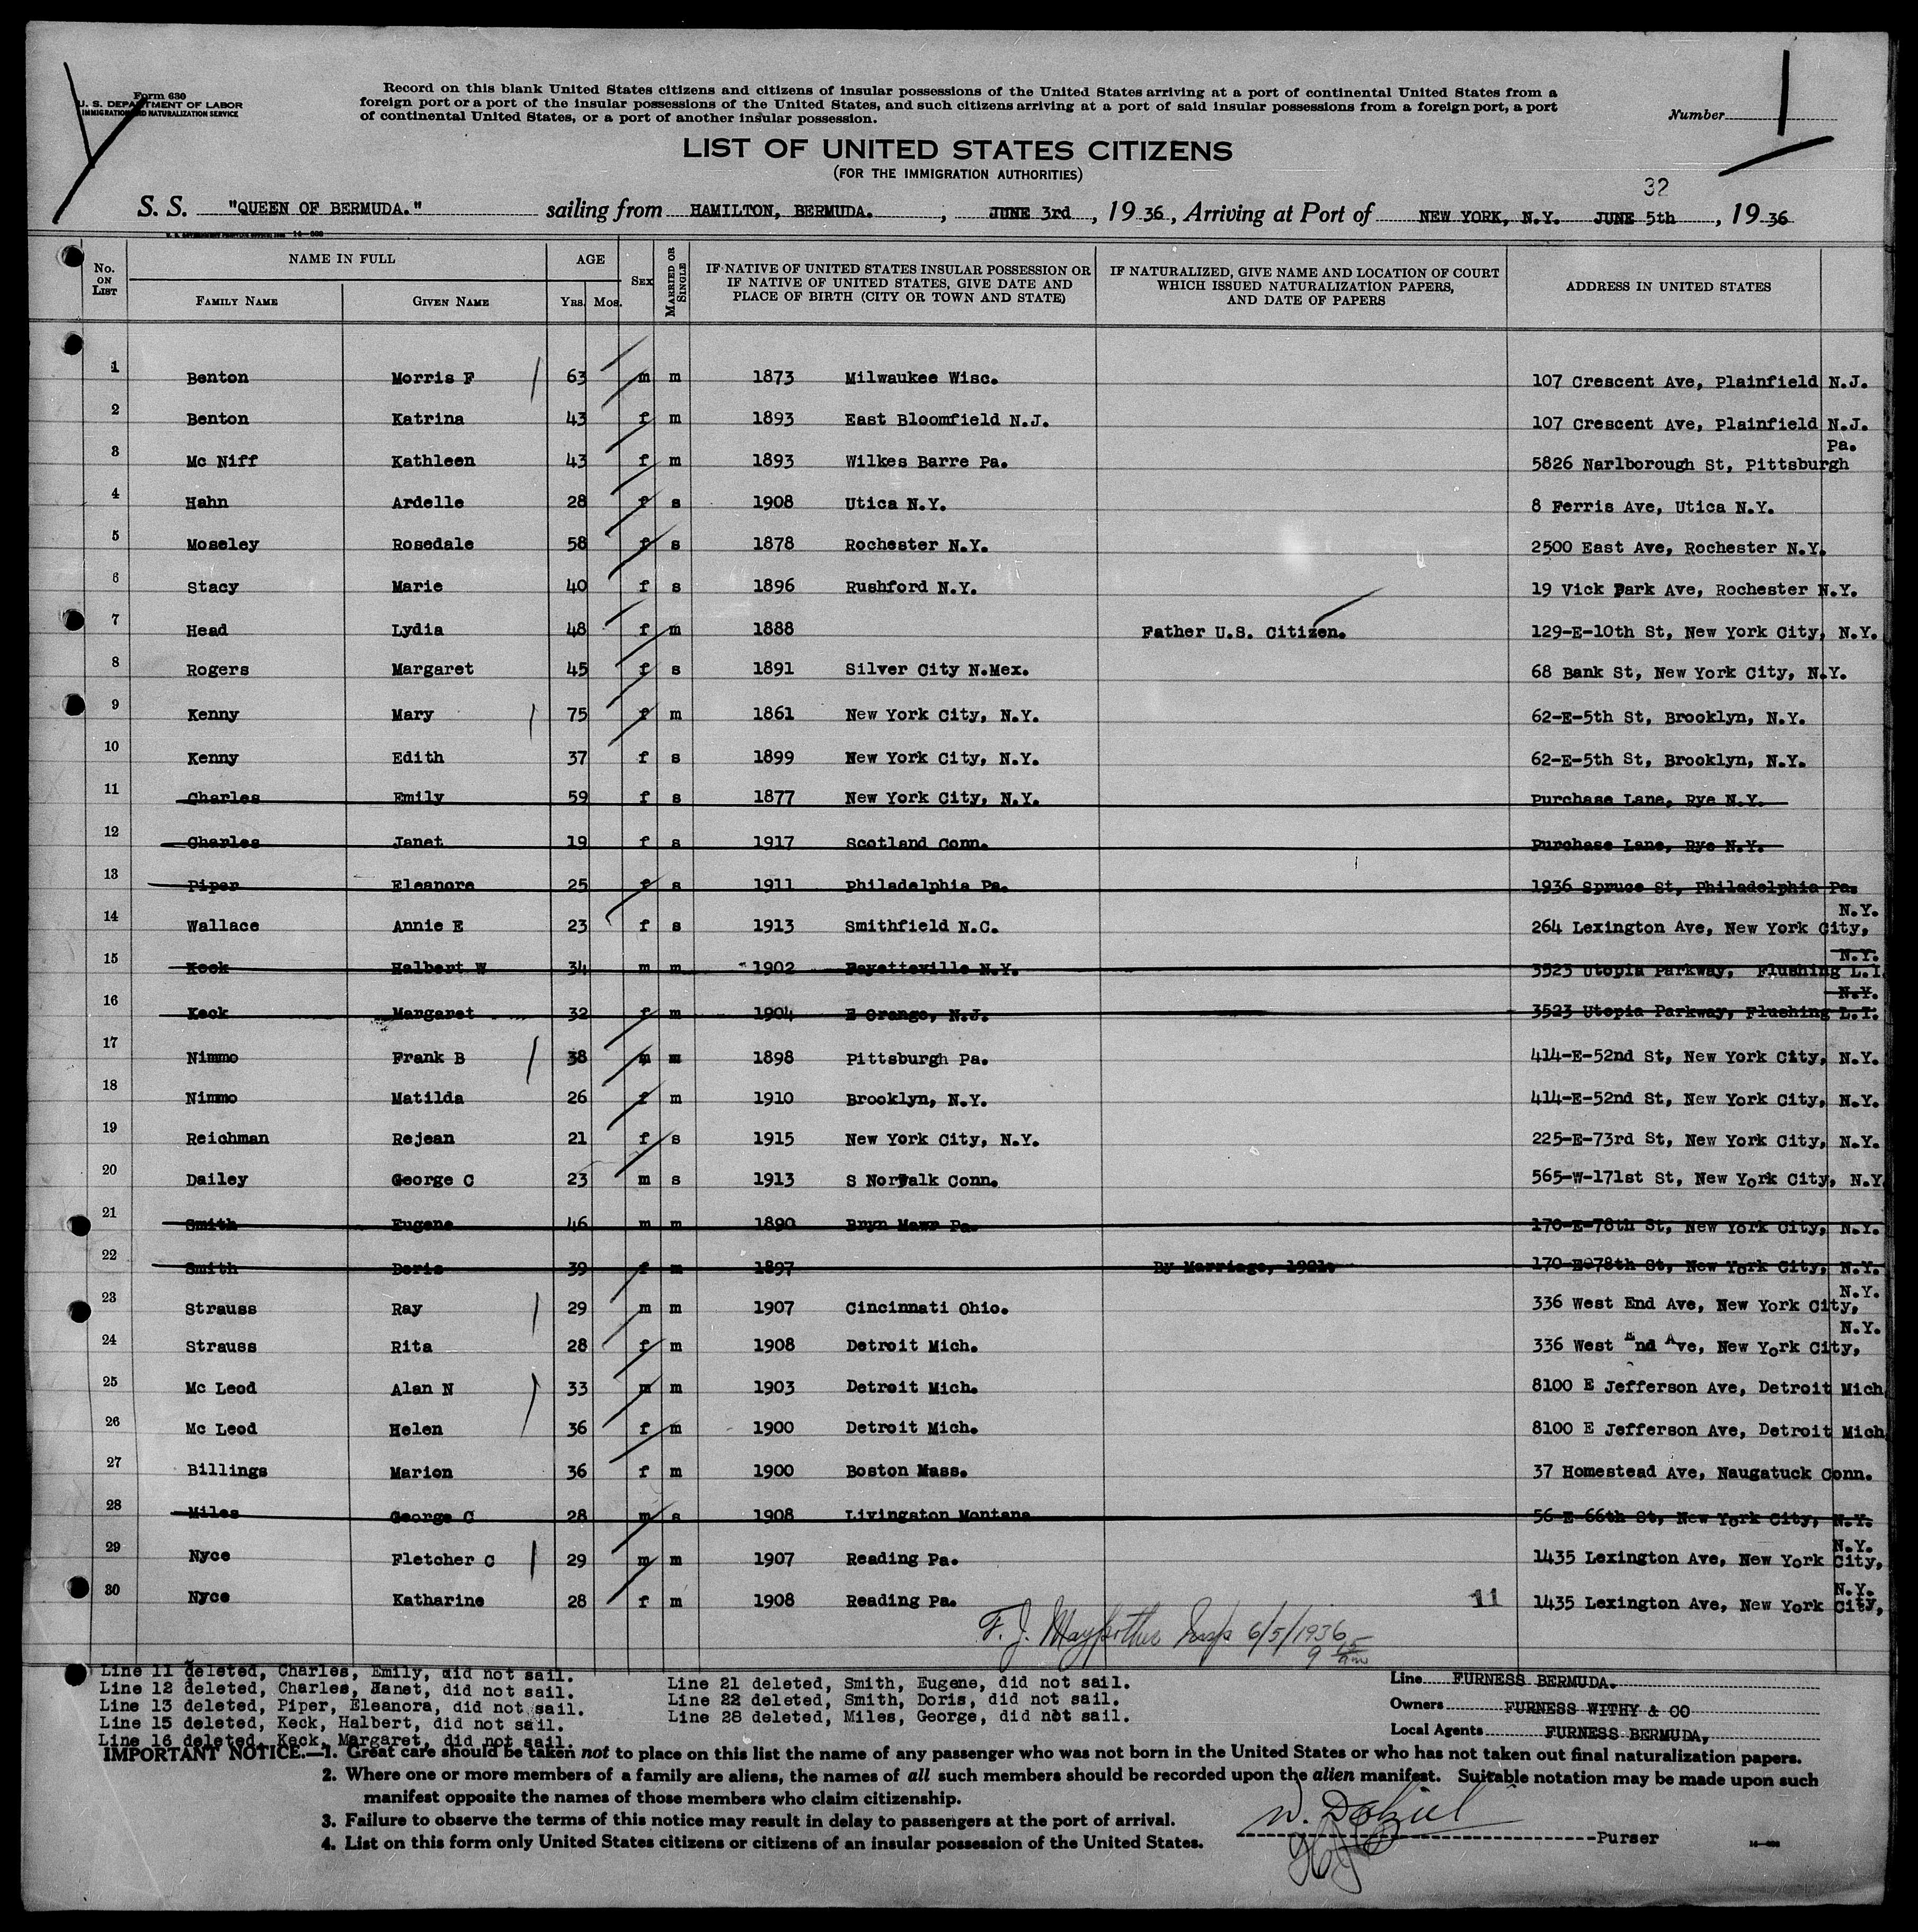 Form 630
U. S. DEPARTMENT OF LABOR
IMMIGRATION AND NATURALIZATION SERVICE
Record on this blank United States citizens and citizens of insular possessions of the United States arriving at a port of continental United States from a
foreign port or a port of the insular possessions of the United States, and such citizens arriving at a port of said insular possessions from a foreign port, a port
of continental United States, or a port of another insular possession.
Number 1
LIST OF UNITED STATES CITIZENS
(FOR THE IMMIGRATION AUTHORITIES)
32
S. S. "QUEEN OF BERMUDA." sailing from HAMILTON, BERMUDA. , JUNE 3rd , 19 36 , Arriving at Port of NEW YORK, N.Y. JUNE 5th , 19 36
No. ON LIST
NAME IN FULL
FAMILY NAME GIVEN NAME
AGE
YRS. MOS.
SEX
MARRIED OR SINGLE
IF NATIVE OF UNITED STATES INSULAR POSSESSION OR
IF NATIVE OF UNITED STATES, GIVE DATE AND
PLACE OF BIRTH (CITY OR TOWN AND STATE)
IF NATURALIZED, GIVE NAME AND LOCATION OF COURT
WHICH ISSUED NATURALIZATION PAPERS,
AND DATE OF PAPERS
ADDRESS IN UNITED STATES
1 Benton Morris F 63 m m 1873 Milwaukee Wisc. 107 Crescent Ave, Plainfield N.J.
2 Benton Katrina 43 f m 1893 East Bloomfield N.J. 107 Crescent Ave, Plainfield N.J.
3 Mc Niff Kathleen 43 f m 1893 Wilkes Barre Pa. 5826 Narlborough St, Pittsburgh Pa.
4 Hahn Ardelle 28 f s 1908 Utica N.Y. 8 Ferris Ave, Utica N.Y.
5 Moseley Rosedale 58 f s 1878 Rochester N.Y. 2500 East Ave, Rochester N.Y.
6 Stacy Marie 40 f s 1896 Rushford N.Y. 19 Vick Park Ave, Rochester N.Y.
7 Head Lydia 48 f m 1888 Father U.S. Citizen. 129-E-10th St, New York City, N.Y.
8 Rogers Margaret 45 f s 1891 Silver City N.Mex. 68 Bank St, New York City, N.Y.
9 Kenny Mary 75 f m 1861 New York City, N.Y. 62-E-5th St, Brooklyn, N.Y.
10 Kenny Edith 37 f s 1899 New York City, N.Y. 62-E-5th St, Brooklyn, N.Y.
11 Charles Emily 59 f s 1877 New York City, N.Y. Purchase Lane, Rye N.Y.
12 Charles Janet 19 f s 1917 Scotland Conn. Purchase Lane, Rye N.Y.
13 Piper Eleanore 25 f s 1911 Philadelphia Pa. 1936 Spruce St, Philadelphia Pa.
14 Wallace Annie E 23 f s 1913 Smithfield N.C. 264 Lexington Ave, New York City, N.Y.
15 Keck Halbert W 34 m m 1902 Fayetteville N.Y. 3523 Utopia Parkway, Flushing L.I. N.Y.
16 Keck Margaret 32 f m 1904 E Orange, N.J. 3523 Utopia Parkway, Flushing L.I. N.Y.
17 Nimmo Frank B 38 m m 1898 Pittsburgh Pa. 414-E-52nd St, New York City, N.Y.
18 Nimmo Matilda 26 f m 1910 Brooklyn, N.Y. 414-E-52nd St, New York City, N.Y.
19 Reichman Rejean 21 f s 1915 New York City, N.Y. 225-E-73rd St, New York City, N.Y.
20 Dailey George C 23 m s 1913 S Norwalk Conn. 565-W-171st St, New York City, N.Y.
21 Smith Eugene 46 m m 1890 Bryn Mawr Pa. 170-E-78th St, New York City, N.Y.
22 Smith Doris 39 f m 1897 By Marriage, 1921. 170-E078th St, New York City, N.Y.
23 Strauss Ray 29 m m 1907 Cincinnati Ohio. 336 West End Ave, New York City, N.Y.
24 Strauss Rita 28 f m 1908 Detroit Mich. 336 West End Ave, New York City, N.Y.
25 Mc Leod Alan N 33 m m 1903 Detroit Mich. 8100 E Jefferson Ave, Detroit Mich
26 Mc Leod Helen 36 f m 1900 Detroit Mich. 8100 E Jefferson Ave, Detroit Mich
27 Billings Marion 36 f m 1900 Boston Mass. 37 Homestead Ave, Naugatuck Conn.
28 Miles George C 28 m s 1908 Livingston Montana 56-E-66th St, New York City, N.Y.
29 Nyce Fletcher C 29 m m 1907 Reading Pa. 1435 Lexington Ave, New York City, N.Y.
30 Nyce Katharine 28 f m 1908 Reading Pa. 11 1435 Lexington Ave, New York City, N.Y.
F. J. Mayforther Insp 6/5/1936
9 15 am
Line 11 deleted, Charles, Emily, did not sail.
Line 12 deleted, Charles, Hanet, did not sail.
Line 13 deleted, Piper, Eleanora, did not sail.
Line 15 deleted, Keck, Halbert, did not sail.
Line 16 deleted, Keck, Margaret, did not sail.
Line 21 deleted, Smith, Eugene, did not sail.
Line 22 deleted, Smith, Doris, did not sail.
Line 28 deleted, Miles, George, did not sail.
Line FURNESS BERMUDA.
Owners FURNESS WITHY & CO
Local Agents FURNESS BERMUDA,
IMPORTANT NOTICE.—1. Great care should be taken not to place on this list the name of any passenger who was not born in the United States or who has not taken out final naturalization papers.
2. Where one or more members of a family are aliens, the names of all such members should be recorded upon the alien manifest. Suitable notation may be made upon such
manifest opposite the names of those members who claim citizenship.
3. Failure to observe the terms of this notice may result in delay to passengers at the port of arrival.
4. List on this form only United States citizens or citizens of an insular possession of the United States.
Purser